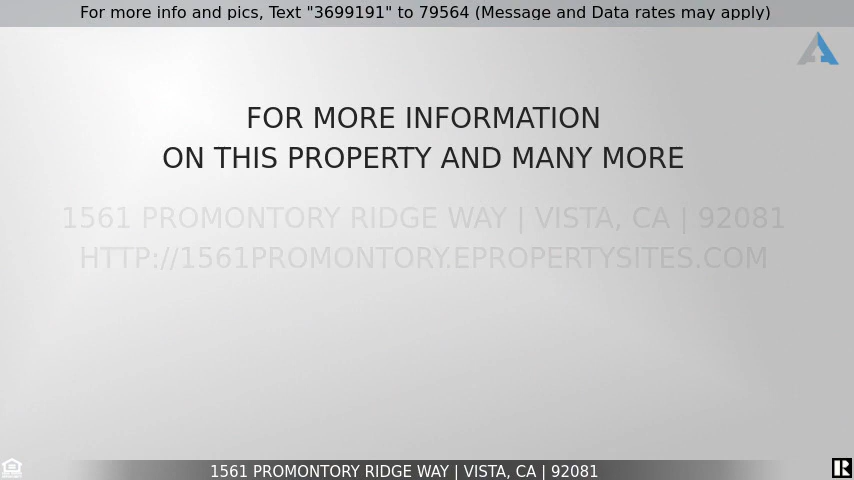 For more info and pics, Text "3699191" to 79564 (Message and Data rates may apply)
FOR MORE INFORMATION
ON THIS PROPERTY AND MANY MORE
1561 PROMONTORY RIDGE WAY | VISTA, CA | 92081
HTTP://1561PROMONTORY.EPROPERTYSITES.COM
1561 PROMONTORY RIDGE WAY | VISTA, CA | 92081